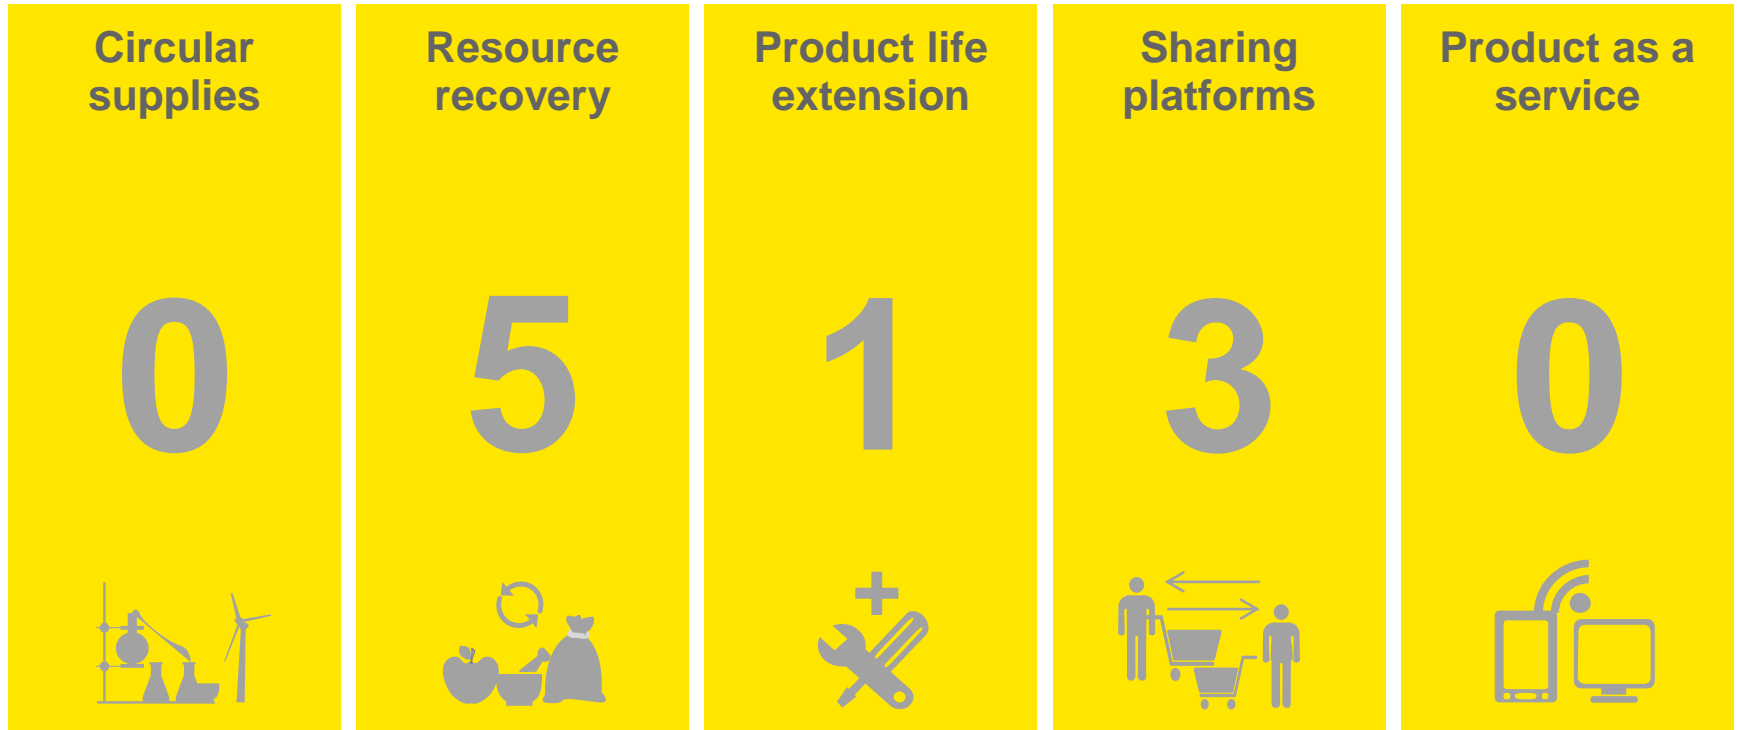 Circular
supplies
0
Resource
recovery
5
Product life
extension
1
Sharing
platforms
3
Product as a
service
0